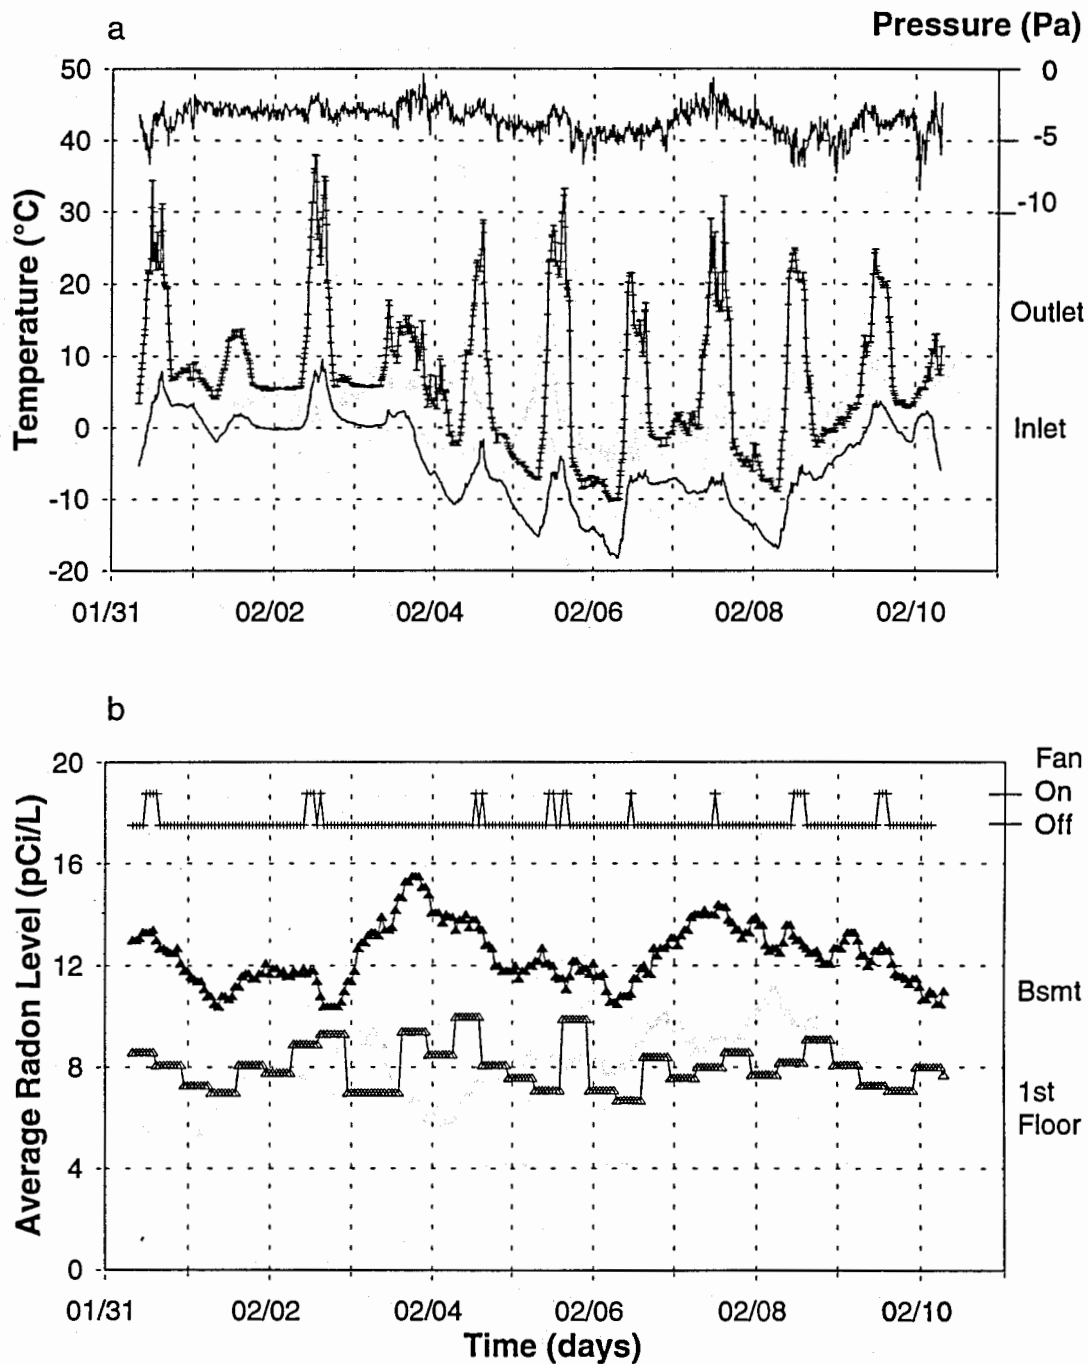 a
Pressure (Pa)
50
0
40
-5
30
-10
20
Outlet
10
0
Inlet
-10
-20
Temperature (°C)
01/31
02/02
02/04
02/06
02/08
02/10
b
20
Fan
On
Off
16
12
Bsmt
8
1st
Floor
4
0
Average Radon Level (pCi/L)
01/31
02/02
02/04
02/06
02/08
02/10
Time (days)